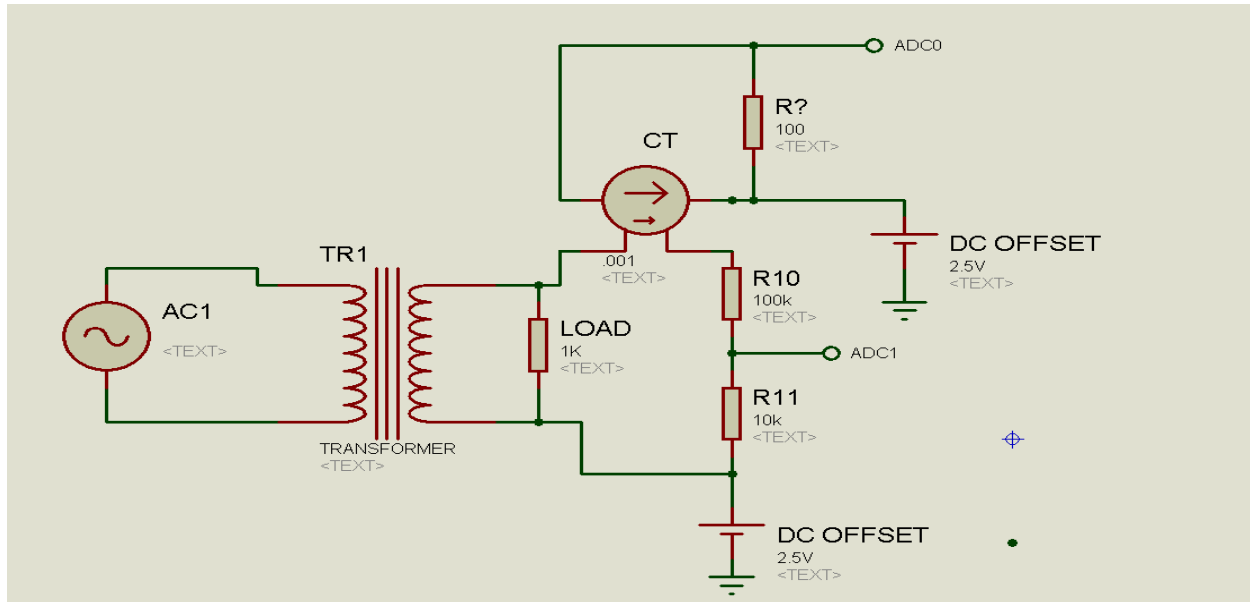 ADC0
R?
100
<TEXT>
CT
.001
<TEXT>
DC OFFSET
2.5V
<TEXT>
TR1
TRANSFORMER
<TEXT>
AC1
<TEXT>
LOAD
1K
<TEXT>
R10
100k
<TEXT>
ADC1
R11
10k
<TEXT>
DC OFFSET
2.5V
<TEXT>